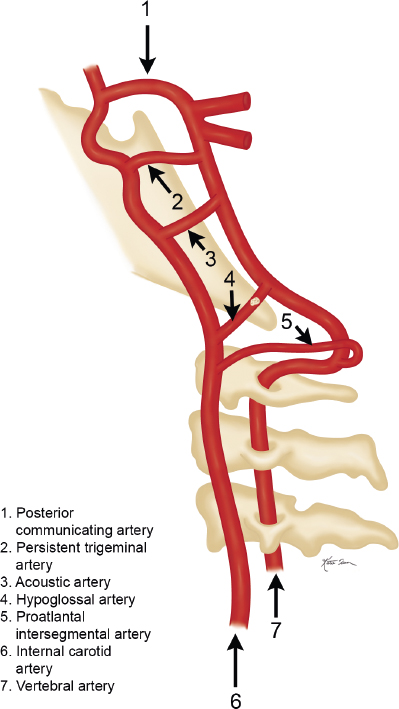 1
2
3
4
5
1. Posterior
communicating artery
2. Persistent trigeminal
artery
3. Acoustic artery
4. Hypoglossal artery
5. Proatlantal
intersegmental artery
6. Internal carotid
artery
7. Vertebral artery
7
6